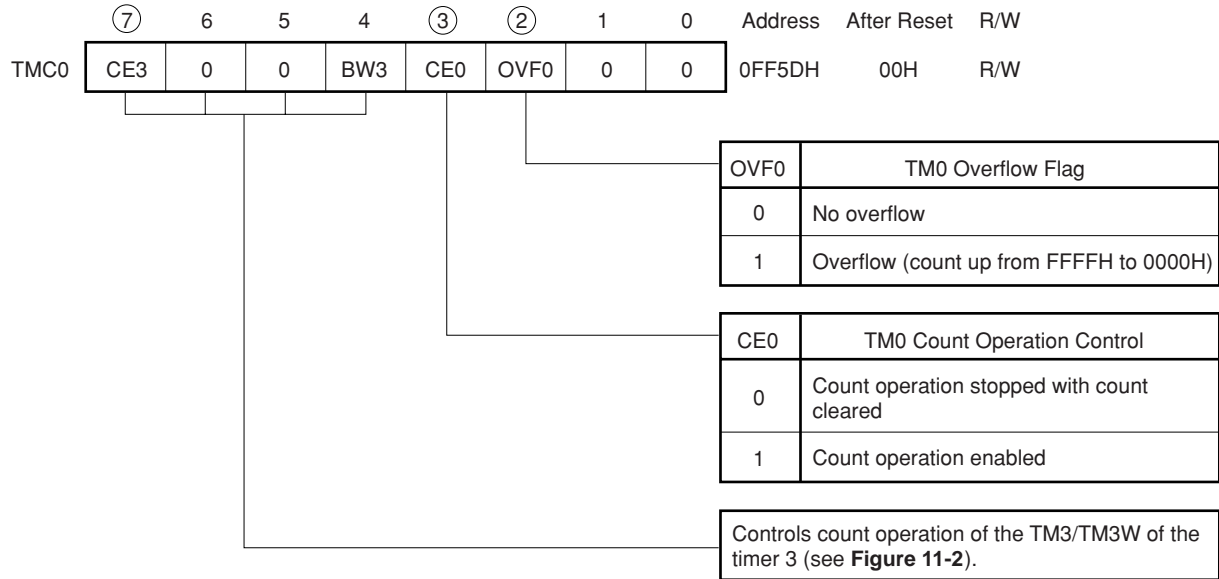 ⑦ 6 5 4 ③ ② 1 0 Address After Reset R/W
TMC0 CE3 0 0 BW3 CE0 OVF0 0 0 0FF5DH 00H R/W
OVF0 TM0 Overflow Flag
0 No overflow
1 Overflow (count up from FFFFH to 0000H)
CE0 TM0 Count Operation Control
0 Count operation stopped with count
cleared
1 Count operation enabled
Controls count operation of the TM3/TM3W of the
timer 3 (see Figure 11-2).